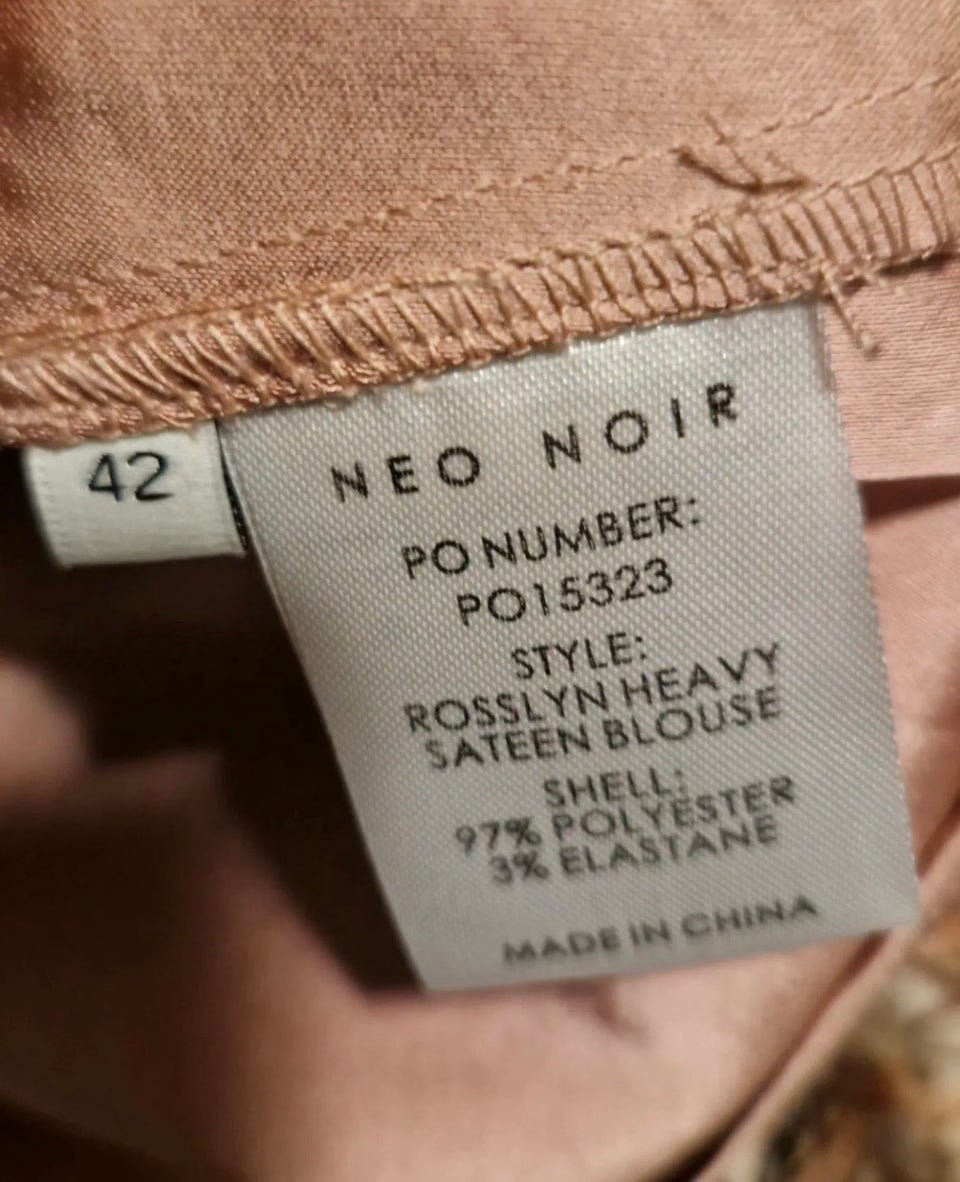 42
NEO NOIR
PO NUMBER:
PO15323
STYLE:
ROSSLYN HEAVY
SATEEN BLOUSE
SHELL:
97% POLYESTER
3% ELASTANE
MADE IN CHINA